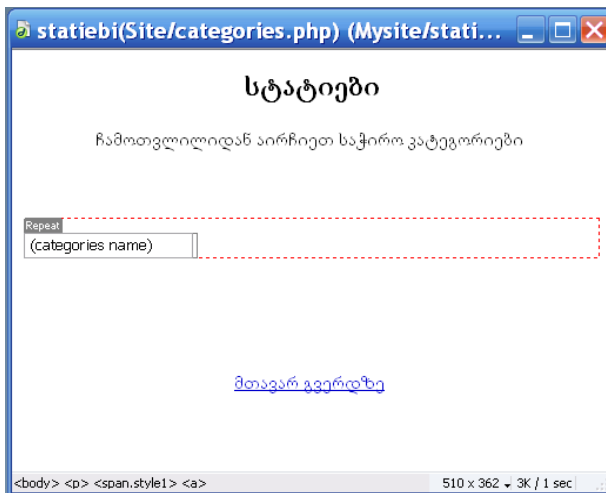 statiebi(Site/categories.php) (Mysite/stati...
სტატიები
ჩამოთვლილიდან აირჩიეთ საჭირო კატეგორიები
Repeat
(categories name)
მთავარ გვერდზე
<body> <p> <span.style1> <a> 510 x 362 3K / 1 sec